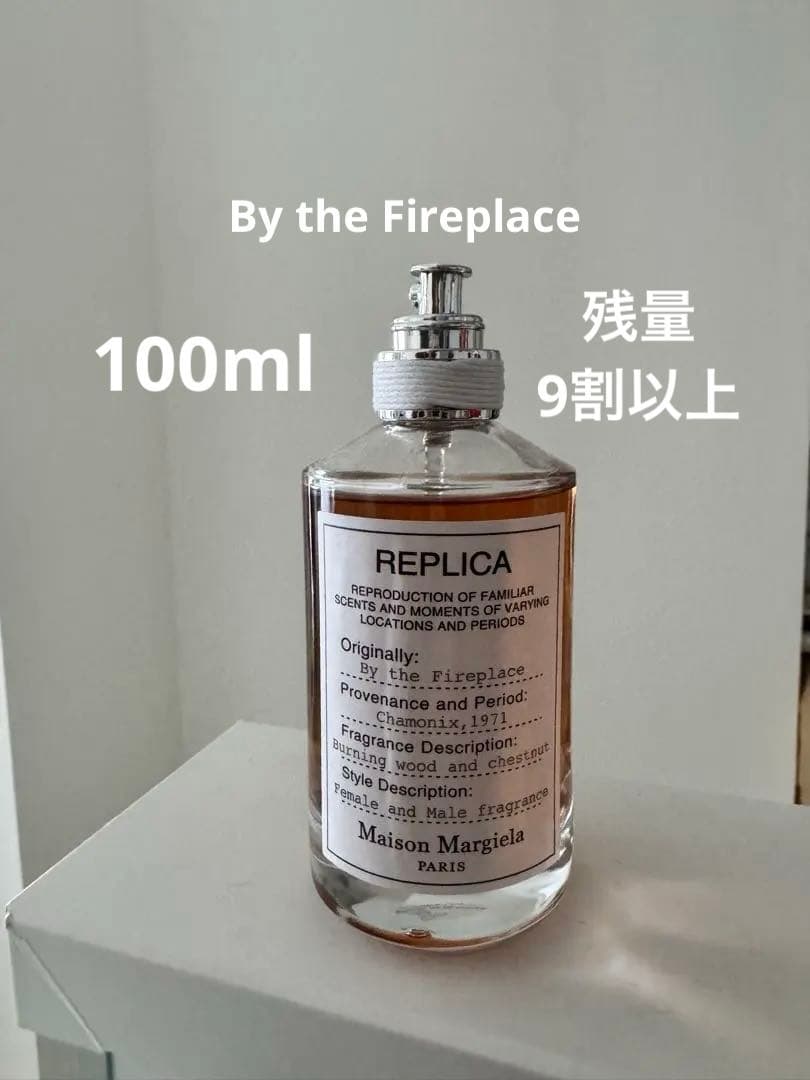 By the Fireplace
100ml
残量
9割以上
REPLICA
REPRODUCTION OF FAMILIAR
SCENTS AND MOMENTS OF VARYING
LOCATIONS AND PERIODS
Originally:
By the Fireplace
Provenance and Period:
Chamonix,1971
Fragrance Description:
Burning wood and chestnut
Style Description:
Female and Male fragrance
Maison Margiela
PARIS